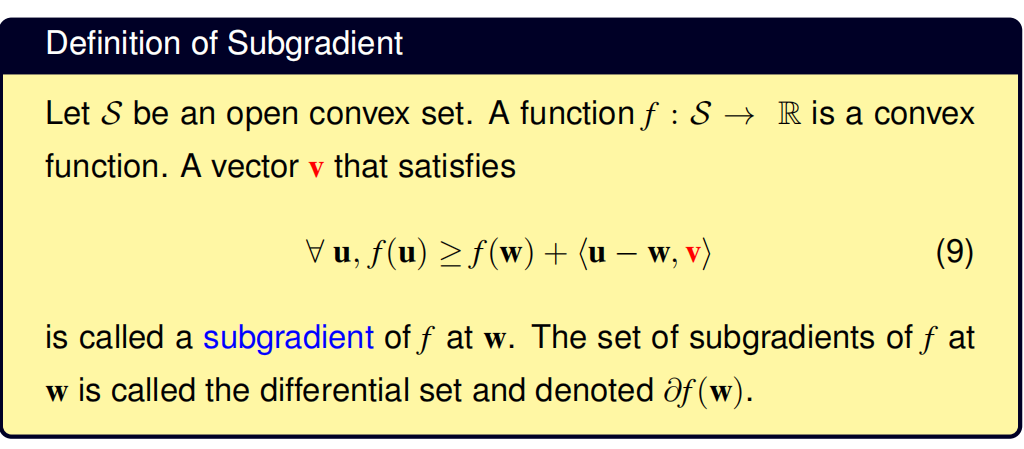 Definition of Subgradient
Let 𝒮 be an open convex set. A function f : 𝒮 → ℝ is a convex
function. A vector v that satisfies
∀ u, f(u) ≥ f(w) + ⟨u − w, v⟩ (9)
is called a subgradient of f at w. The set of subgradients of f at
w is called the differential set and denoted ∂f(w).